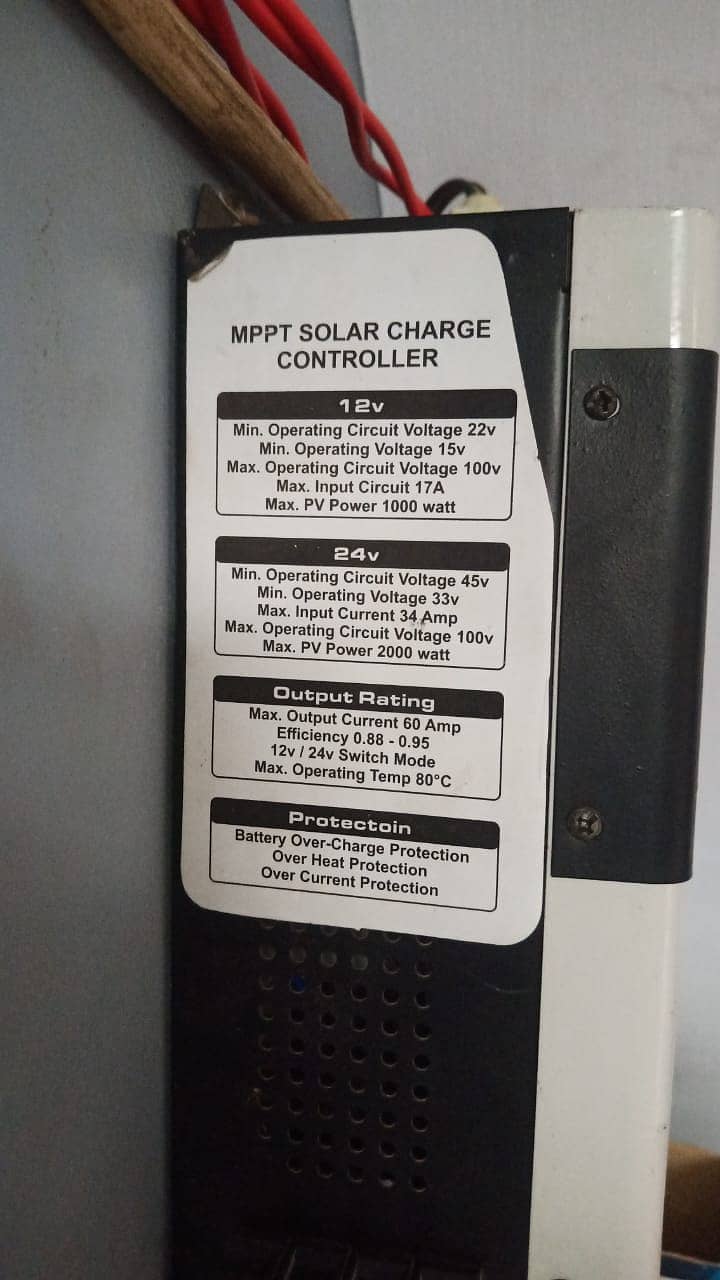 MPPT SOLAR CHARGE
CONTROLLER
12v
Min. Operating Circuit Voltage 22v
Min. Operating Voltage 15v
Max. Operating Circuit Voltage 100v
Max. Input Circuit 17A
Max. PV Power 1000 watt
24v
Min. Operating Circuit Voltage 45v
Min. Operating Voltage 33v
Max. Input Current 34 Amp
Max. Operating Circuit Voltage 100v
Max. PV Power 2000 watt
Output Rating
Max. Output Current 60 Amp
Efficiency 0.88 - 0.95
12v / 24v Switch Mode
Max. Operating Temp 80°C
Protectoin
Battery Over-Charge Protection
Over Heat Protection
Over Current Protection